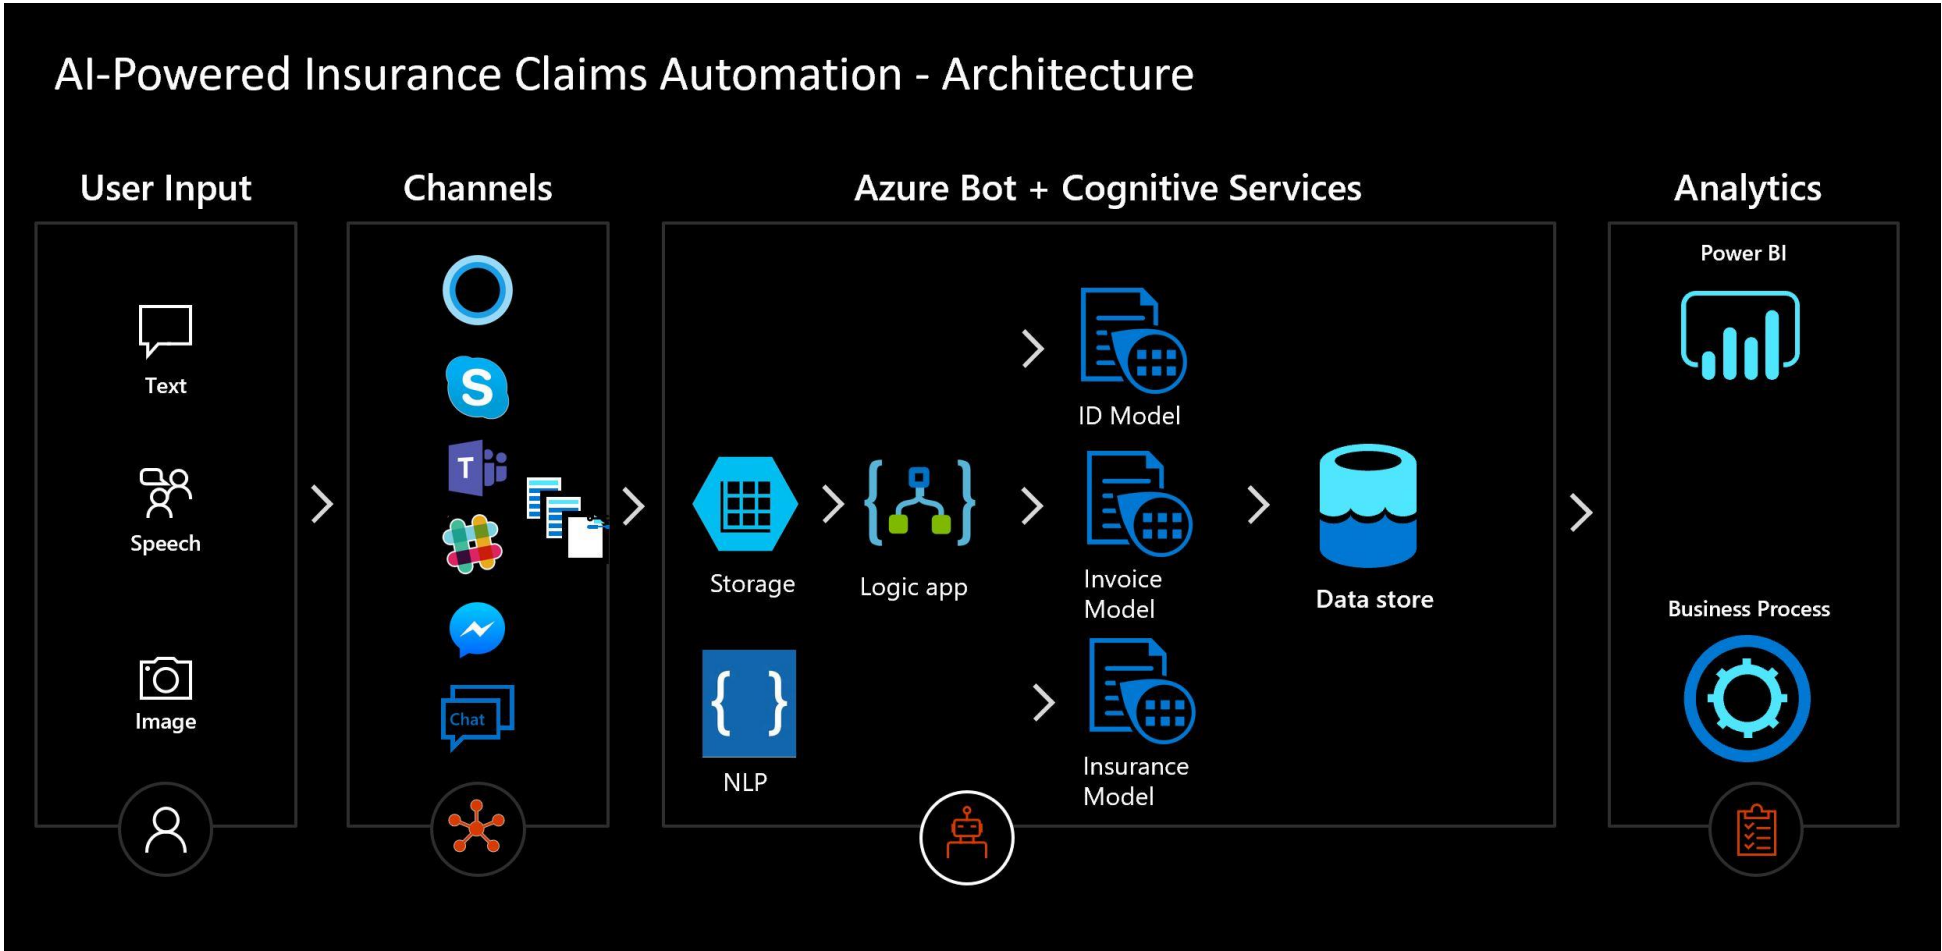 AI-Powered Insurance Claims Automation - Architecture
User Input
Text
Speech
Image
Channels
S
T
Chat
Azure Bot + Cognitive Services
Storage
Logic app
NLP
ID Model
Invoice
Model
Insurance
Model
Data store
Analytics
Power BI
Business Process